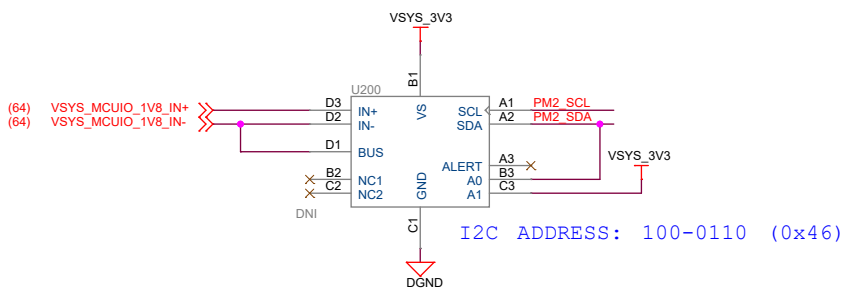 VSYS_3V3
B1
U200
(64) VSYS_MCUIO_1V8_IN+ D3 IN+ VS SCL A1 PM2_SCL
(64) VSYS_MCUIO_1V8_IN- D2 IN- SDA A2 PM2_SDA
D1 BUS
VSYS_3V3
ALERT A3
B2 NC1 A0 B3
C2 NC2 GND A1 C3
DNI
C1
I2C ADDRESS: 100-0110 (0x46)
DGND